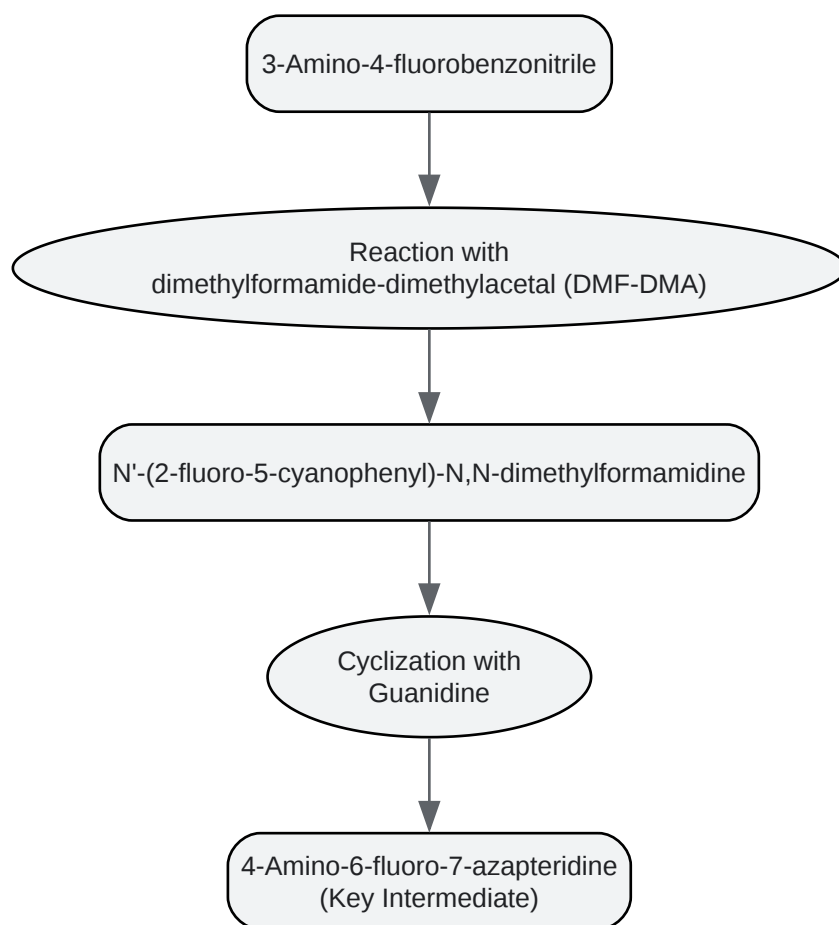 3-Amino-4-fluorobenzonitrile
Reaction with
dimethylformamide-dimethylacetal (DMF-DMA)
N'-(2-fluoro-5-cyanophenyl)-N,N-dimethylformamidine
Cyclization with
Guanidine
4-Amino-6-fluoro-7-azapteridine
(Key Intermediate)